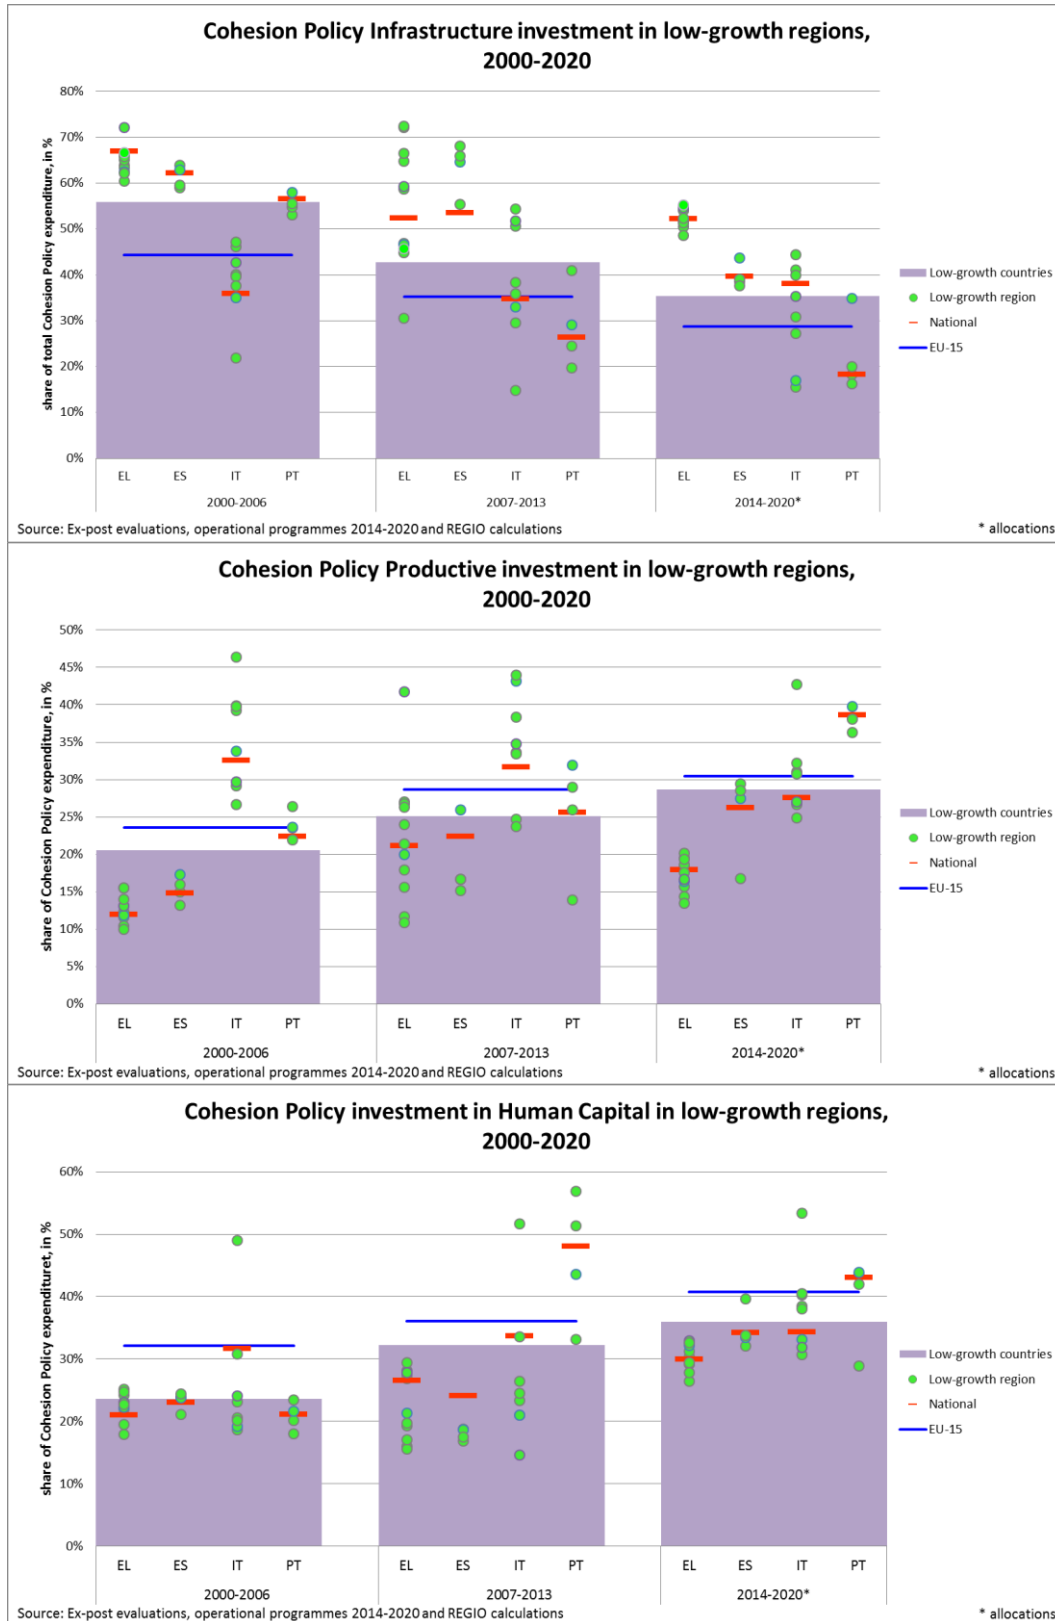 Cohesion Policy Infrastructure investment in low-growth regions,
2000-2020
share of total Cohesion Policy expenditure, in %
80%
70%
60%
50%
40%
30%
20%
10%
0%
EL ES IT PT EL ES IT PT EL ES IT PT
2000-2006 2007-2013 2014-2020*
Low-growth countries
Low-growth region
National
EU-15
Source: Ex-post evaluations, operational programmes 2014-2020 and REGIO calculations * allocations
Cohesion Policy Productive investment in low-growth regions,
2000-2020
share of Cohesion Policy expenditure, in %
50%
45%
40%
35%
30%
25%
20%
15%
10%
5%
0%
EL ES IT PT EL ES IT PT EL ES IT PT
2000-2006 2007-2013 2014-2020*
Low-growth countries
Low-growth region
National
EU-15
Source: Ex-post evaluations, operational programmes 2014-2020 and REGIO calculations * allocations
Cohesion Policy investment in Human Capital in low-growth regions,
2000-2020
share of Cohesion Policy expendituret, in %
60%
50%
40%
30%
20%
10%
0%
EL ES IT PT EL ES IT PT EL ES IT PT
2000-2006 2007-2013 2014-2020*
Low-growth countries
Low-growth region
National
EU-15
Source: Ex-post evaluations, operational programmes 2014-2020 and REGIO calculations * allocations